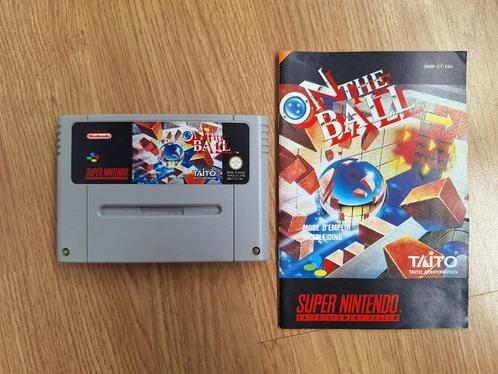 Nintendo
ON THE
BALL
SUPER NINTENDO
TAITO
SNSP-CT-FAH
ON THE
BALL
MODE D'EMPLOI
HANDLEIDING
TAITO
TAITO CORPORATION
SUPER NINTENDO
ENTERTAINMENT SYSTEM